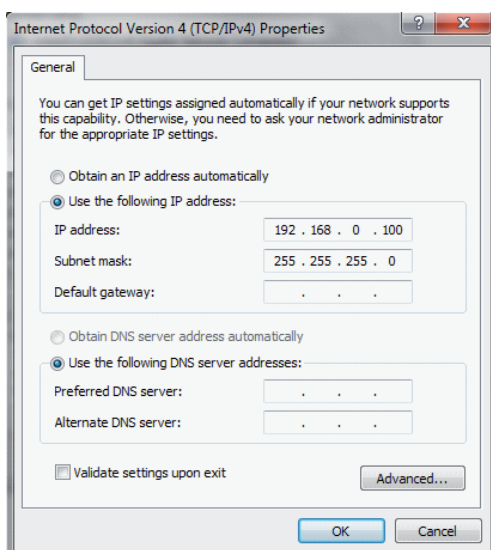 Internet Protocol Version 4 (TCP/IPv4) Properties
General
You can get IP settings assigned automatically if your network supports
this capability. Otherwise, you need to ask your network administrator
for the appropriate IP settings.
Obtain an IP address automatically
Use the following IP address:
IP address: 192 . 168 . 0 . 100
Subnet mask: 255 . 255 . 255 . 0
Default gateway: . . .
Obtain DNS server address automatically
Use the following DNS server addresses:
Preferred DNS server: . . .
Alternate DNS server: . . .
Validate settings upon exit
Advanced...
OK Cancel